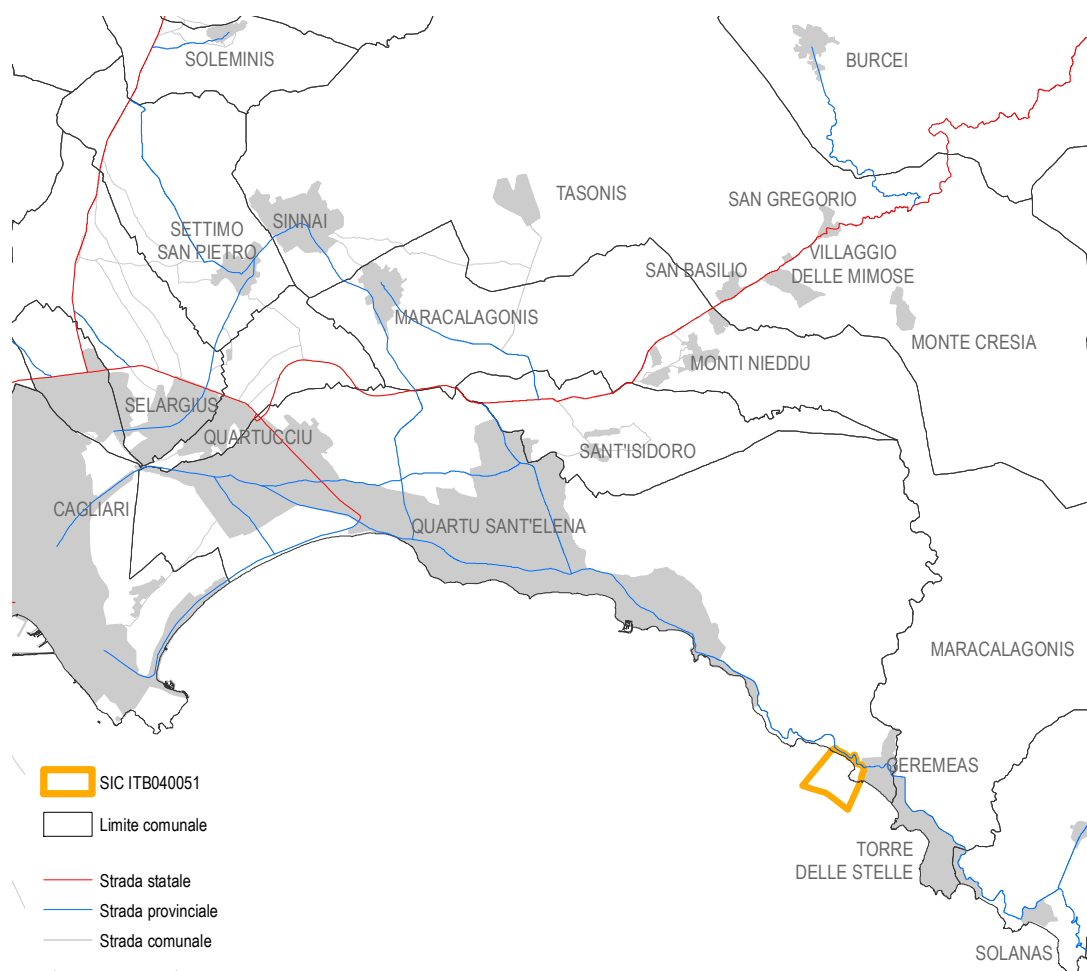 SOLEMINIS
BURCEI
TASONIS
SAN GREGORIO
SINNAI
SETTIMO
SAN PIETRO
VILLAGGIO
DELLE MIMOSE
SAN BASILIO
MARACALAGONIS
MONTE CRESIA
MONTI NIEDDU
SELARGIUS
QUARTUCCIU
SANT'ISIDORO
CAGLIARI
QUARTU SANT'ELENA
MARACALAGONIS
GEREMEAS
TORRE
DELLE STELLE
SOLANAS
SIC ITB040051
Limite comunale
Strada statale
Strada provinciale
Strada comunale